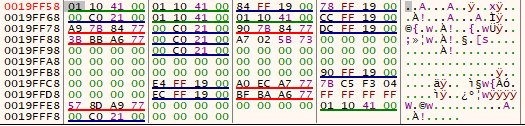 0019FF58 01 10 41 00 01 10 41 00 84 FF 19 00 78 FF 19 00 ..A...A..ÿ..xÿ..
0019FF68 00 C0 21 00 01 10 41 00 01 10 41 00 CC FF 19 00 .À!...A...A.Ìÿ..
0019FF78 A9 7B 84 77 00 C0 21 00 90 7B 84 77 DC FF 19 00 ©{.w.À!..{.wÜÿ..
0019FF88 3B BB A6 77 00 C0 21 00 A7 02 5B 73 00 00 00 00 ;»¦w.À!.§.[s....
0019FF98 00 00 00 00 00 C0 21 00 00 00 00 00 00 00 00 00 .....À!.........
0019FFA8 00 00 00 00 00 00 00 00 00 00 00 00 00 00 00 00 ................
0019FFB8 00 00 00 00 00 00 00 00 00 00 00 00 90 FF 19 00 .............ÿ..
0019FFC8 00 00 00 00 E4 FF 19 00 A0 EC A7 77 7B C5 F3 04 ....äÿ.. ì§w{Åó.
0019FFD8 00 00 00 00 EC FF 19 00 BF BA A6 77 FF FF FF FF ....ìÿ..¿º¦wÿÿÿÿ
0019FFE8 57 8D A9 77 00 00 00 00 00 00 00 00 01 10 41 00 W.©w..........A.
0019FFF8 00 C0 21 00 00 00 00 00 .À!.....